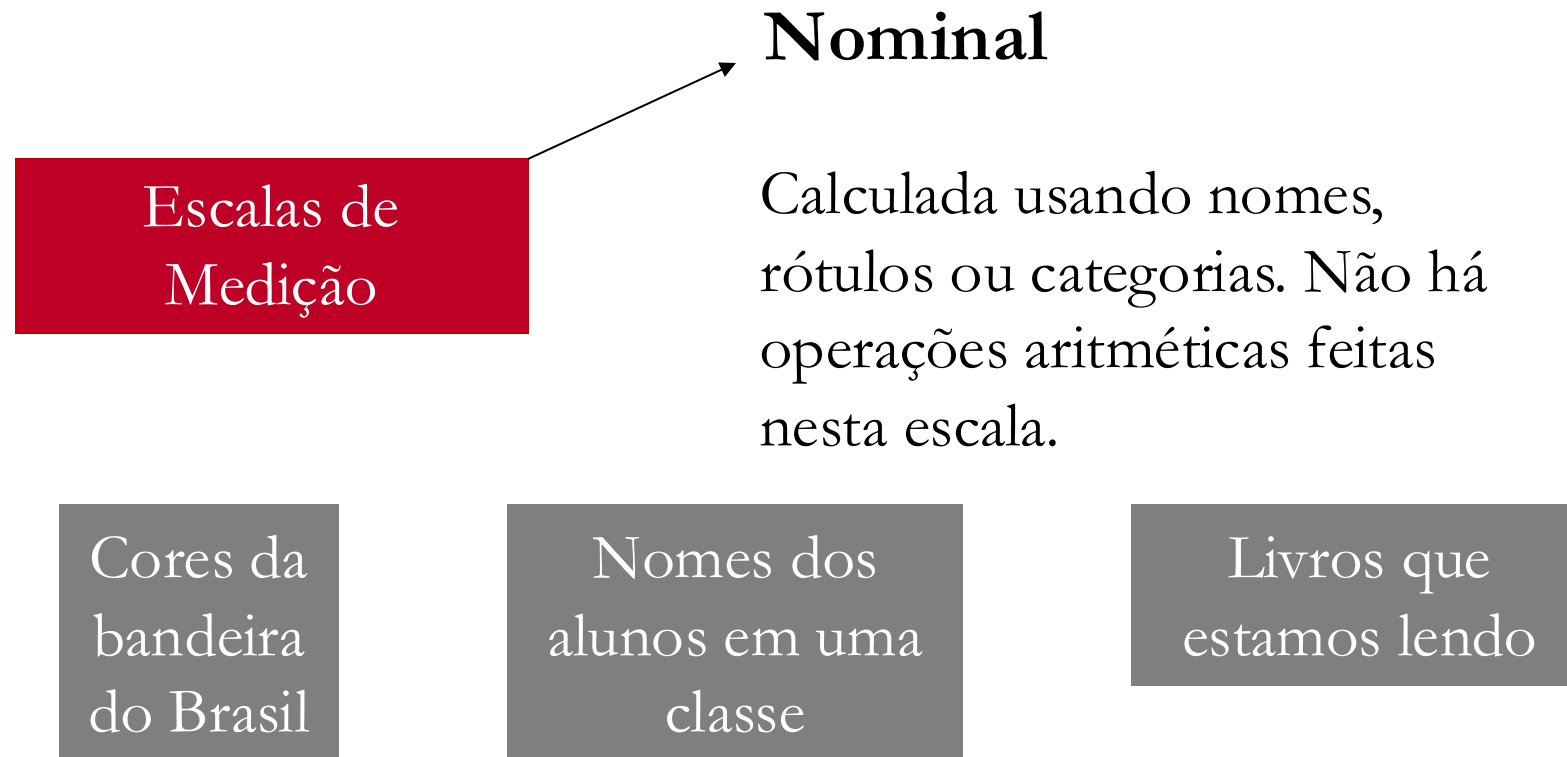 Nominal
Escalas de
Medição
Calculada usando nomes,
rótulos ou categorias. Não há
operações aritméticas feitas
nesta escala.
Cores da
bandeira
do Brasil
Nomes dos
alunos em uma
classe
Livros que
estamos lendo